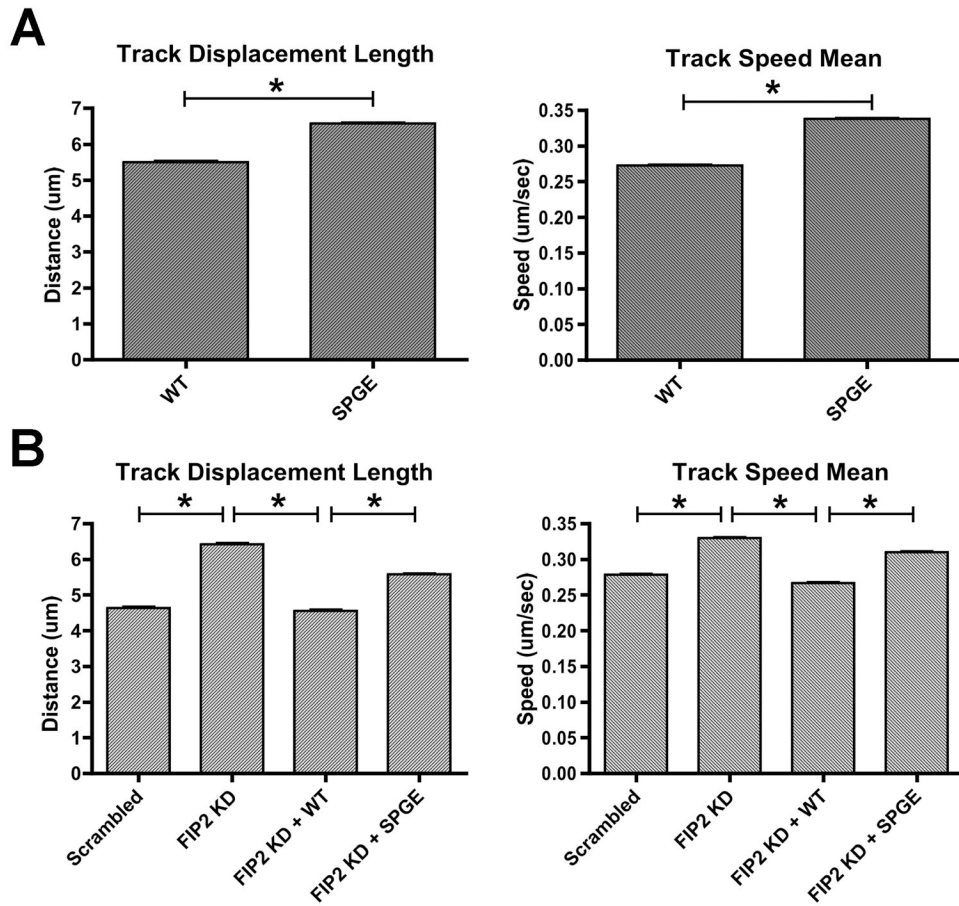 A
Track Displacement Length
*
Distance (um)
7
6
5
4
3
2
1
0
WT
SPGE
Track Speed Mean
*
Speed (um/sec)
0.35
0.30
0.25
0.20
0.15
0.10
0.05
0.00
WT
SPGE
B
Track Displacement Length
* * *
Distance (um)
7
6
5
4
3
2
1
0
Scrambled
FIP2 KD
FIP2 KD + WT
FIP2 KD + SPGE
Track Speed Mean
* * *
Speed (um/sec)
0.35
0.30
0.25
0.20
0.15
0.10
0.05
0.00
Scrambled
FIP2 KD
FIP2 KD + WT
FIP2 KD + SPGE